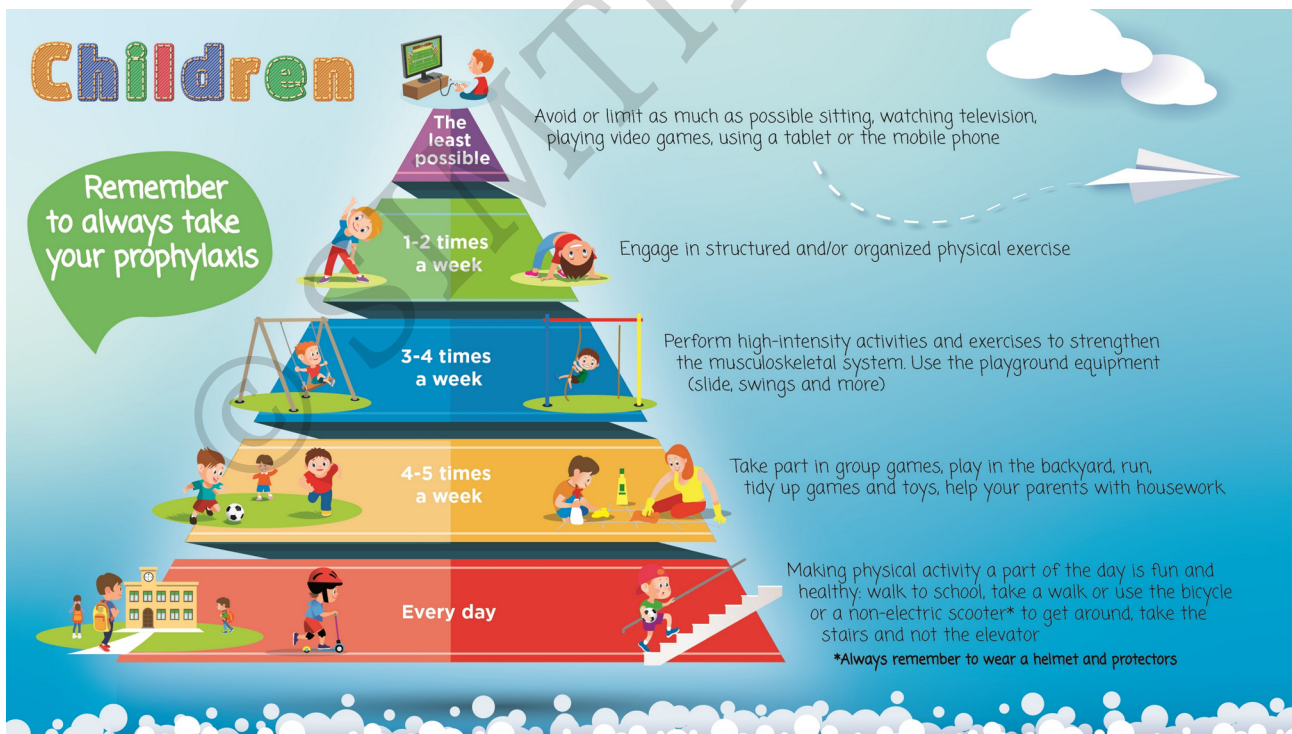 Children
The
least
possible
Avoid or limit as much as possible sitting, watching television,
playing video games, using a tablet or the mobile phone
Remember
to always take
your prophylaxis
1-2 times
a week
Engage in structured and/or organized physical exercise
3-4 times
a week
Perform high-intensity activities and exercises to strengthen
the musculoskeletal system. Use the playground equipment
(slide, swings and more)
4-5 times
a week
Take part in group games, play in the backyard, run,
tidy up games and toys, help your parents with housework
Every day
Making physical activity a part of the day is fun and
healthy: walk to school, take a walk or use the bicycle
or a non-electric scooter* to get around, take the
stairs and not the elevator
*Always remember to wear a helmet and protectors